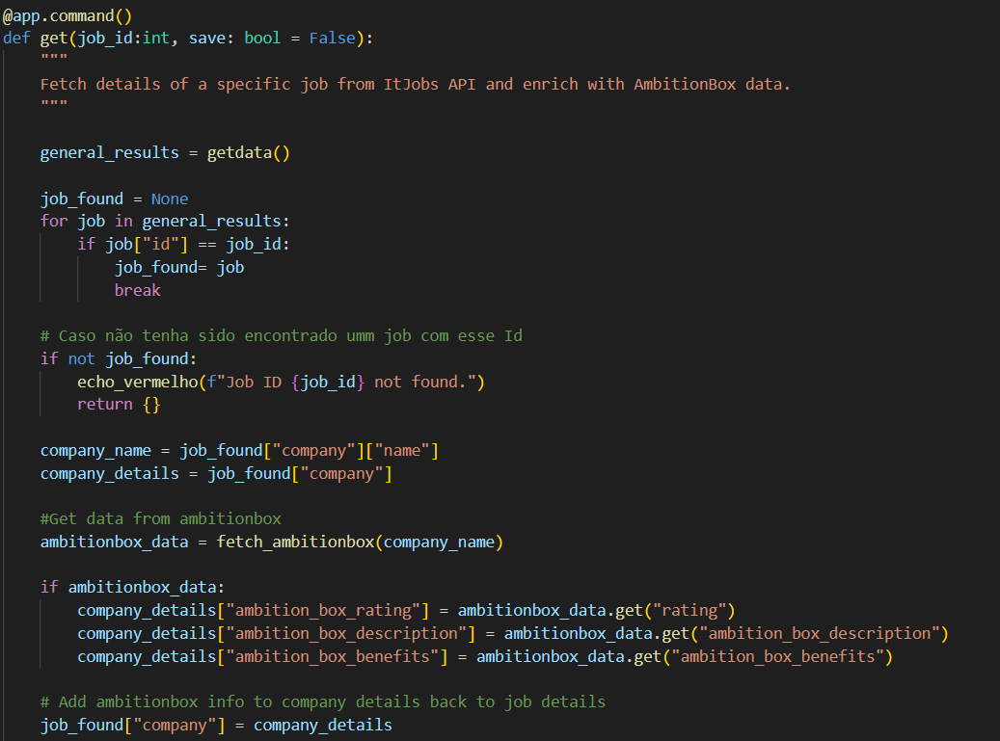 @app.command()
def get(job_id:int, save: bool = False):
    """
    Fetch details of a specific job from ItJobs API and enrich with AmbitionBox data.
    """
    general_results = getdata()
    job_found = None
    for job in general_results:
        if job["id"] == job_id:
            job_found= job
            break
    # Caso não tenha sido encontrado umm job com esse Id
    if not job_found:
        echo_vermelho(f"Job ID {job_id} not found.")
        return {}
    company_name = job_found["company"]["name"]
    company_details = job_found["company"]
    #Get data from ambitionbox
    ambitionbox_data = fetch_ambitionbox(company_name)
    if ambitionbox_data:
        company_details["ambition_box_rating"] = ambitionbox_data.get("rating")
        company_details["ambition_box_description"] = ambitionbox_data.get("ambition_box_description")
        company_details["ambition_box_benefits"] = ambitionbox_data.get("ambition_box_benefits")
    # Add ambitionbox info to company details back to job details
    job_found["company"] = company_details